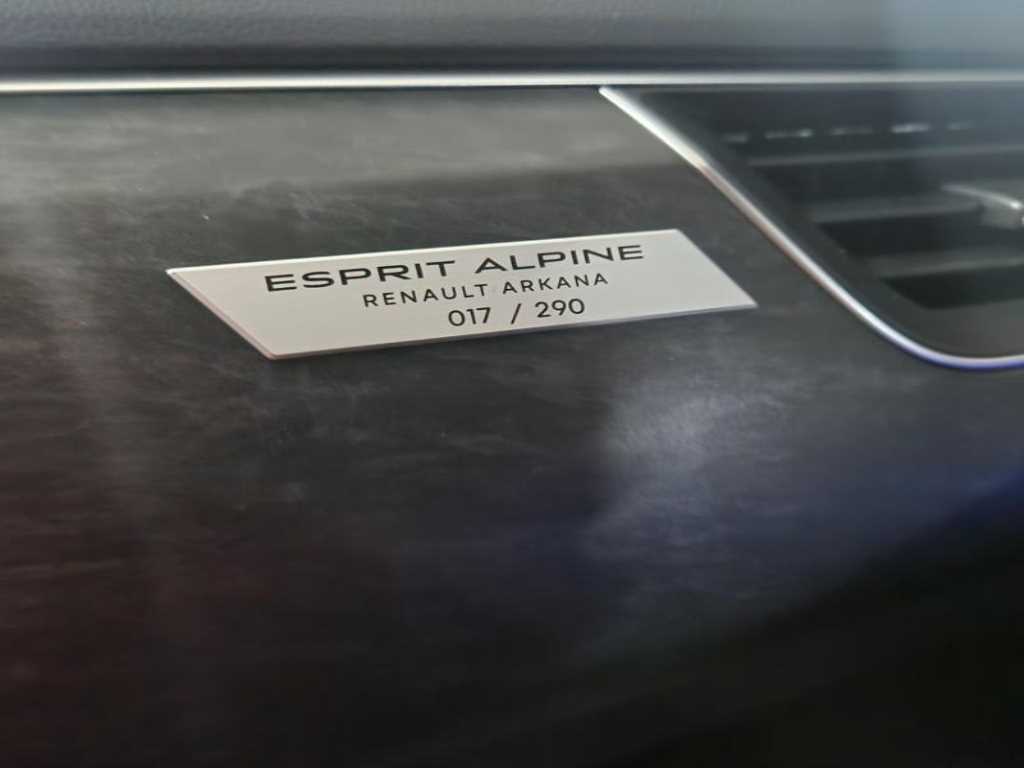 ESPRIT ALPINE
RENAULT ARKANA
017 / 290